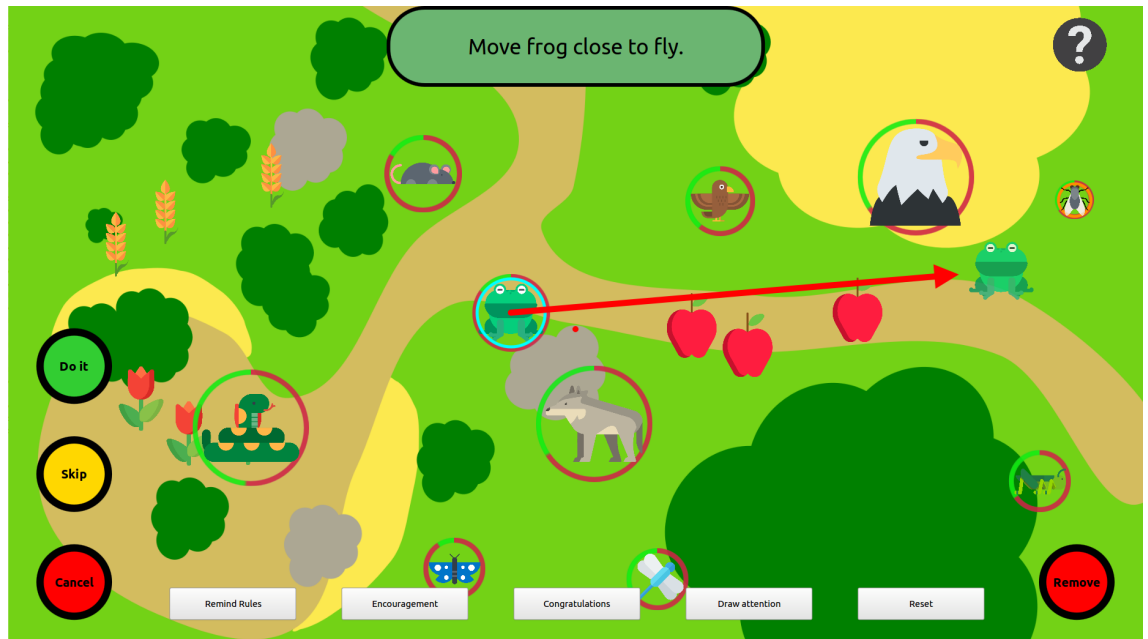 Move frog close to fly.
?
Do it
Skip
Cancel
Remove
Remind Rules
Encouragement
Congratulations
Draw attention
Reset